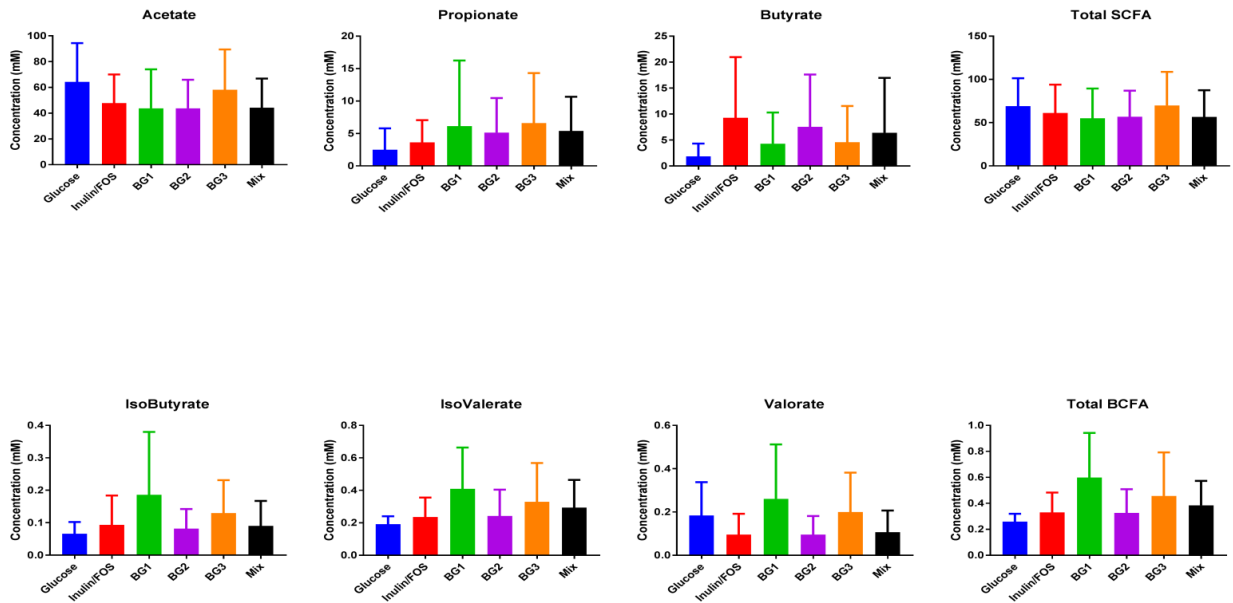 Acetate
Concentration (mM)
100
80
60
40
20
0
Glucose
Inulin/FOS
BG1
BG2
BG3
Mix
Propionate
Concentration (mM)
20
15
10
5
0
Glucose
Inulin/FOS
BG1
BG2
BG3
Mix
Butyrate
Concentration (mM)
25
20
15
10
5
0
Glucose
Inulin/FOS
BG1
BG2
BG3
Mix
Total SCFA
Concentration (mM)
150
100
50
0
Glucose
Inulin/FOS
BG1
BG2
BG3
Mix
IsoButyrate
Concentration (mM)
0.4
0.3
0.2
0.1
0.0
Glucose
Inulin/FOS
BG1
BG2
BG3
Mix
IsoValerate
Concentration (mM)
0.8
0.6
0.4
0.2
0.0
Glucose
Inulin/FOS
BG1
BG2
BG3
Mix
Valorate
Concentration (mM)
0.6
0.4
0.2
0.0
Glucose
Inulin/FOS
BG1
BG2
BG3
Mix
Total BCFA
Concentration (mM)
1.0
0.8
0.6
0.4
0.2
0.0
Glucose
Inulin/FOS
BG1
BG2
BG3
Mix